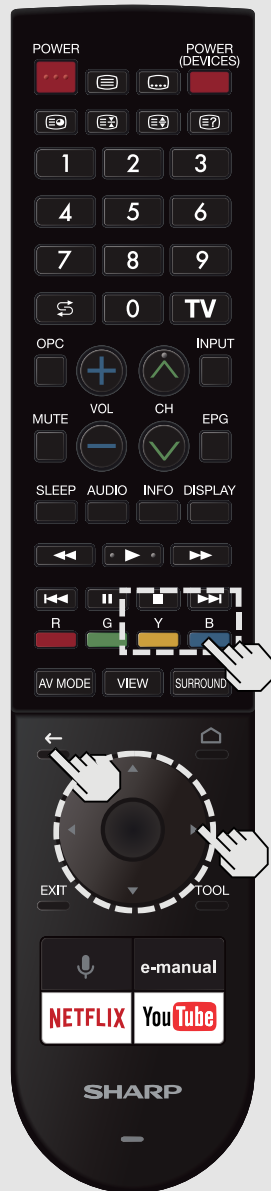 POWER
POWER
(DEVICES)
1 2 3
4 5 6
7 8 9
0 TV
OPC INPUT
MUTE VOL CH EPG
SLEEP AUDIO INFO DISPLAY
R G Y B
AV MODE VIEW SURROUND
EXIT TOOL
e-manual
NETFLIX YouTube
SHARP